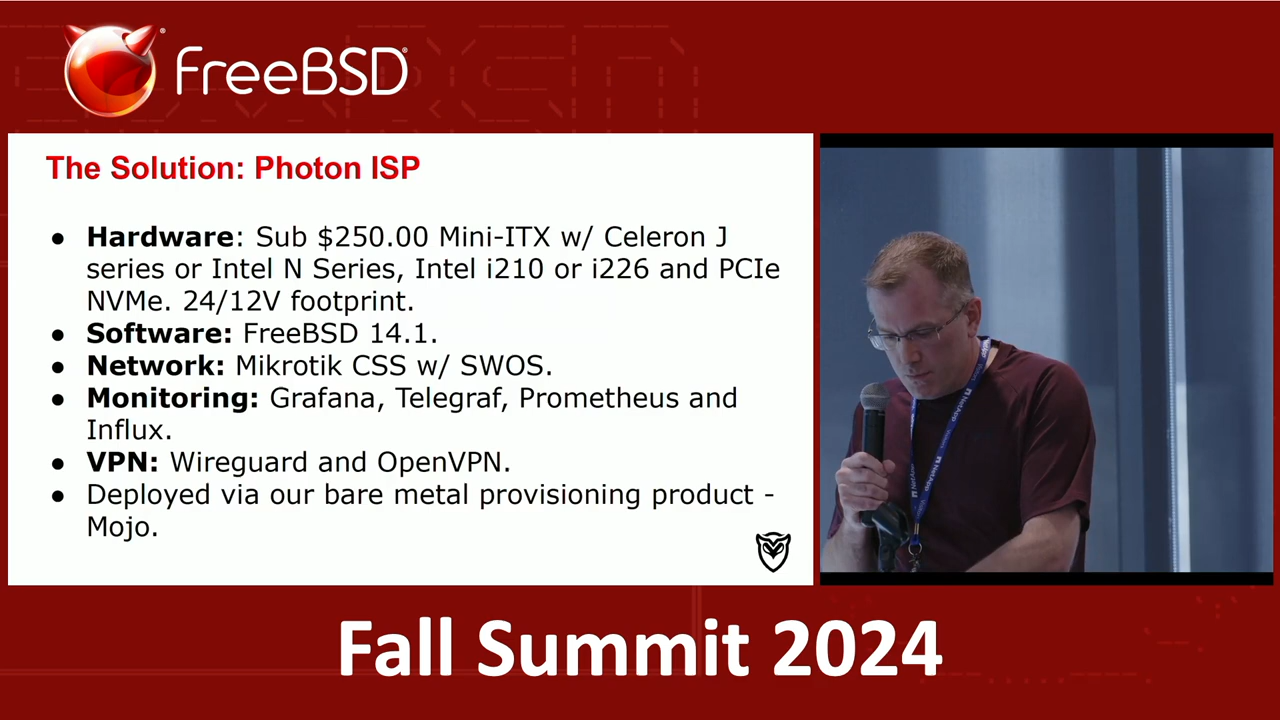 FreeBSD®
The Solution: Photon ISP
● Hardware: Sub $250.00 Mini-ITX w/ Celeron J
series or Intel N Series, Intel i210 or i226 and PCIe
NVMe. 24/12V footprint.
● Software: FreeBSD 14.1.
● Network: Mikrotik CSS w/ SWOS.
● Monitoring: Grafana, Telegraf, Prometheus and
Influx.
● VPN: Wireguard and OpenVPN.
● Deployed via our bare metal provisioning product -
Mojo.
NetApp
NetApp
Fall Summit 2024